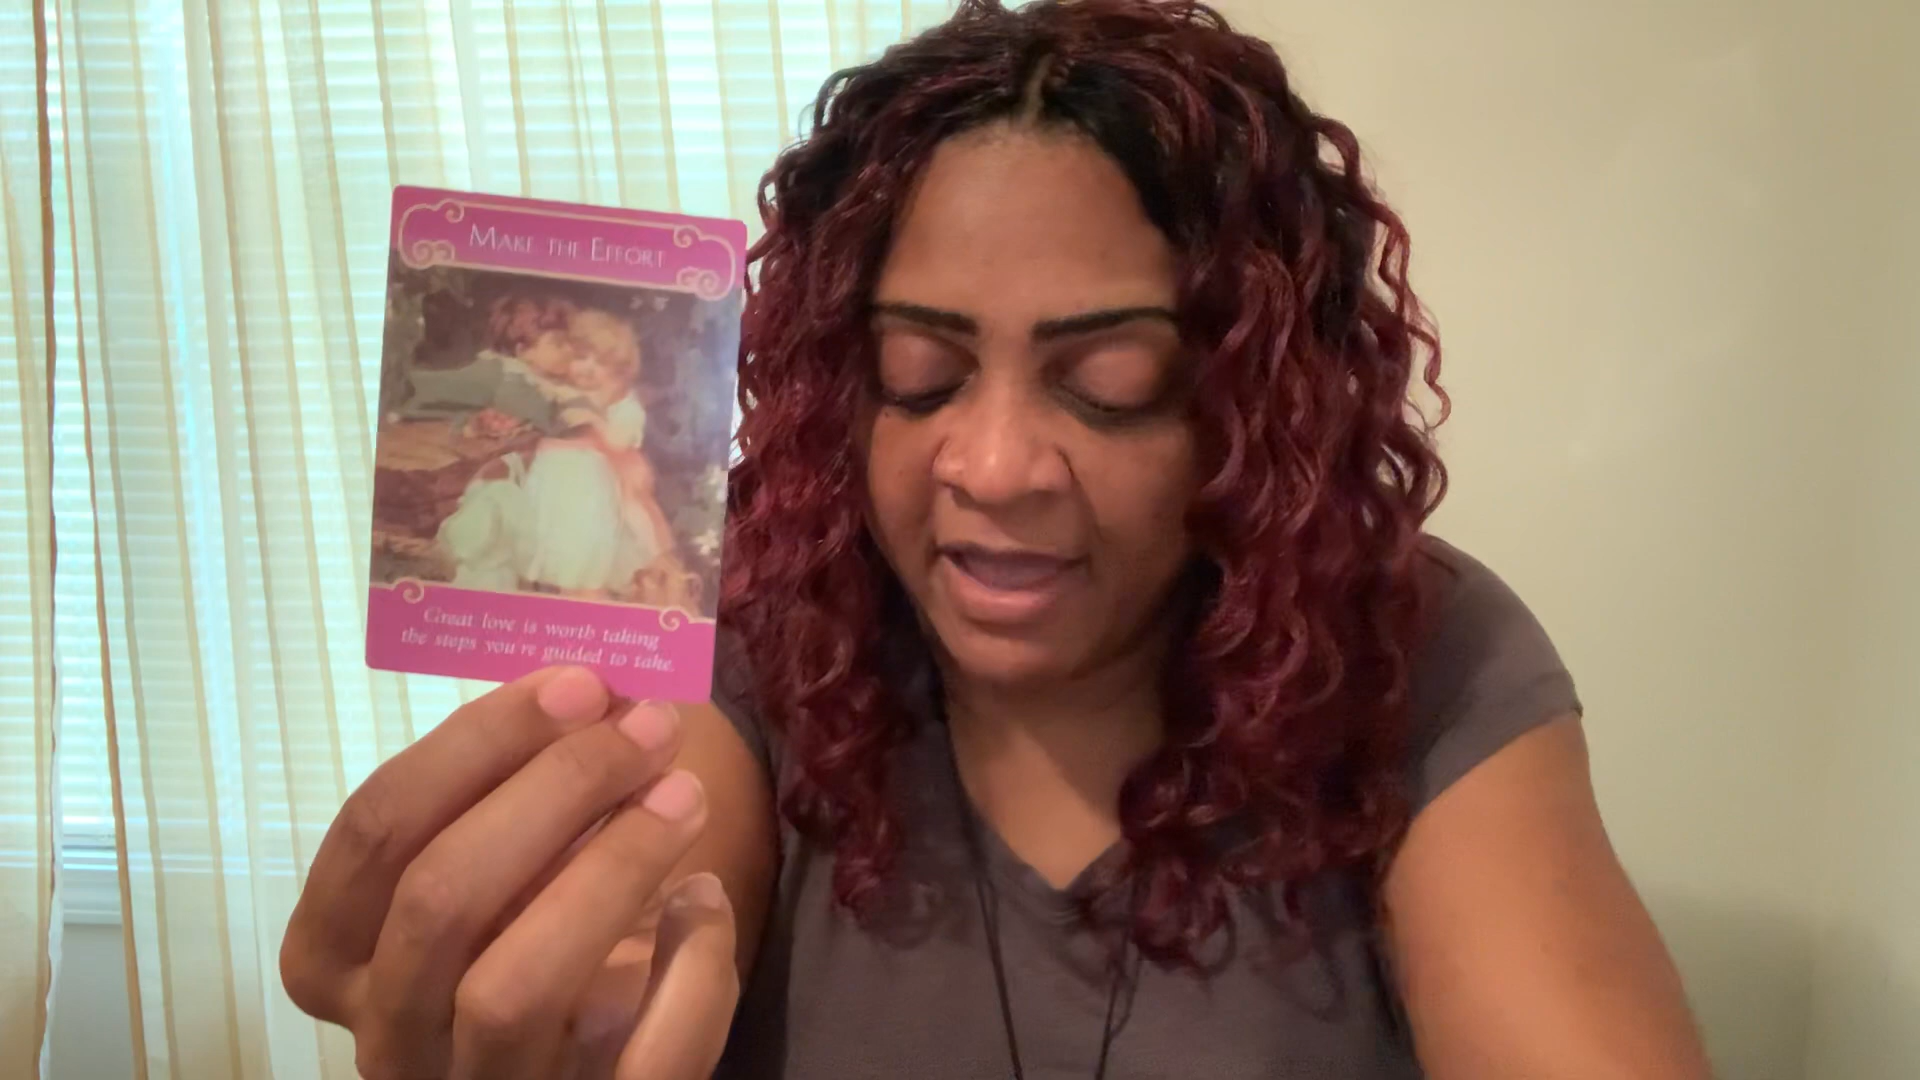 MAKE THE EFFORT
Great love is worth taking
the steps you're guided to take.